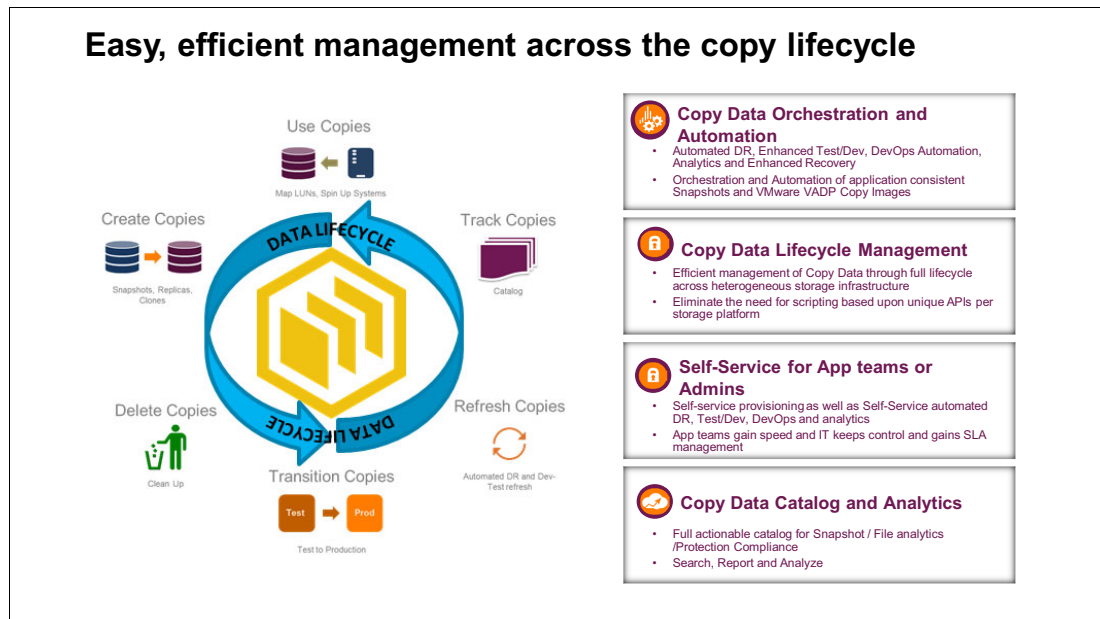 Easy, efficient management across the copy lifecycle
Use Copies
Map LUNs, Spin Up Systems
Create Copies
Snapshots, Replicas,
Clones
Track Copies
Catalog
DATA LIFECYCLE
DATA LIFECYCLE
Delete Copies
Clean Up
Refresh Copies
Automated DR and Dev-
Test refresh
Transition Copies
Test
Prod
Test to Production
Copy Data Orchestration and
Automation
• Automated DR, Enhanced Test/Dev, DevOps Automation,
Analytics and Enhanced Recovery
• Orchestration and Automation of application consistent
Snapshots and VMware VADP Copy Images
Copy Data Lifecycle Management
• Efficient management of Copy Data through full lifecycle
across heterogeneous storage infrastructure
• Eliminate the need for scripting based upon unique APIs per
storage platform
Self-Service for App teams or
Admins
• Self-service provisioning as well as Self-Service automated
DR, Test/Dev, DevOps and analytics
• App teams gain speed and IT keeps control and gains SLA
management
Copy Data Catalog and Analytics
• Full actionable catalog for Snapshot / File analytics
/Protection Compliance
• Search, Report and Analyze